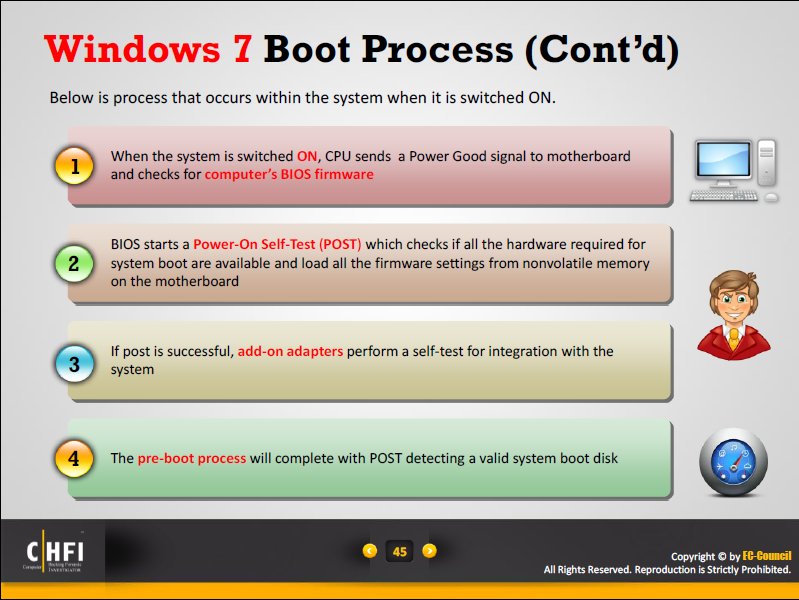 Windows 7 Boot Process (Cont’d)
Below is process that occurs within the system when it is switched ON.
1
When the system is switched ON, CPU sends a Power Good signal to motherboard
and checks for computer’s BIOS firmware
2
BIOS starts a Power-On Self-Test (POST) which checks if all the hardware required for
system boot are available and load all the firmware settings from nonvolatile memory
on the motherboard
3
If post is successful, add-on adapters perform a self-test for integration with the
system
4
The pre-boot process will complete with POST detecting a valid system boot disk
CHFI
Computer Hacking Forensic
INVESTIGATOR
45
Copyright © by EC-Council
All Rights Reserved. Reproduction is Strictly Prohibited.